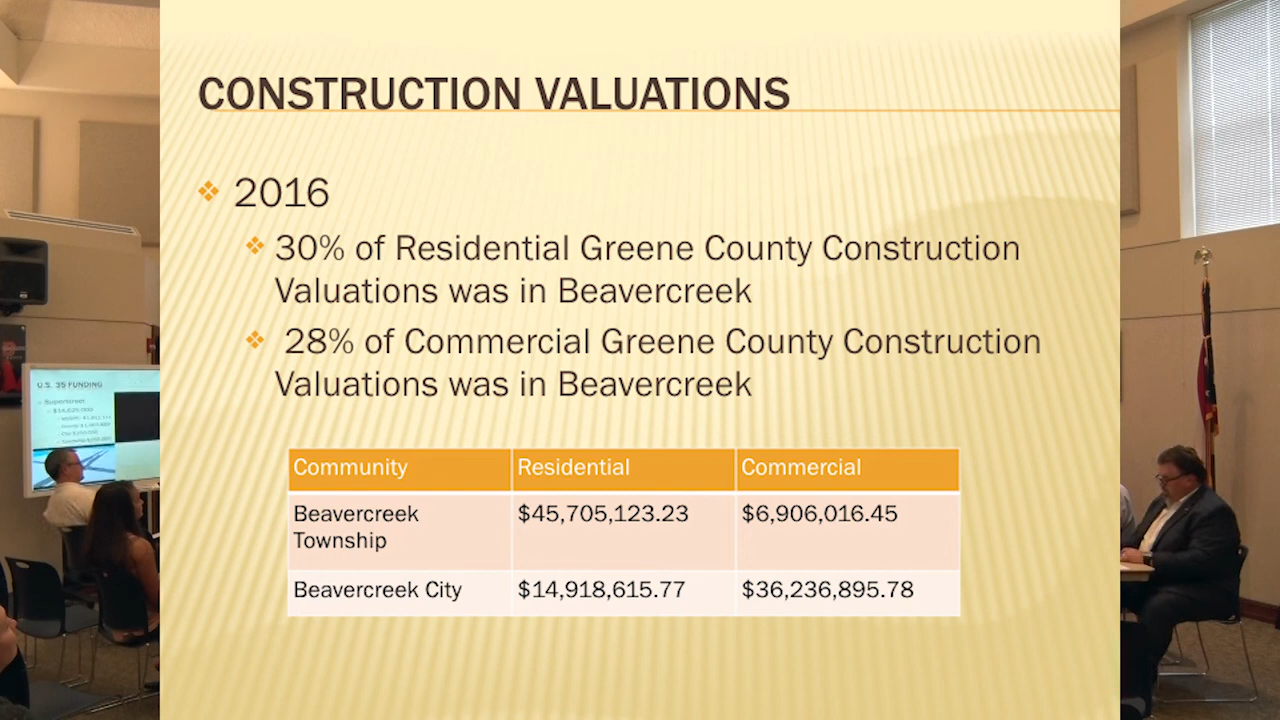 CONSTRUCTION VALUATIONS
2016
30% of Residential Greene County Construction
Valuations was in Beavercreek
28% of Commercial Greene County Construction
Valuations was in Beavercreek
Community Residential Commercial
Beavercreek
Township $45,705,123.23 $6,906,016.45
Beavercreek City $14,918,615.77 $36,236,895.78
U.S. 35 FUNDING
Beavercreek